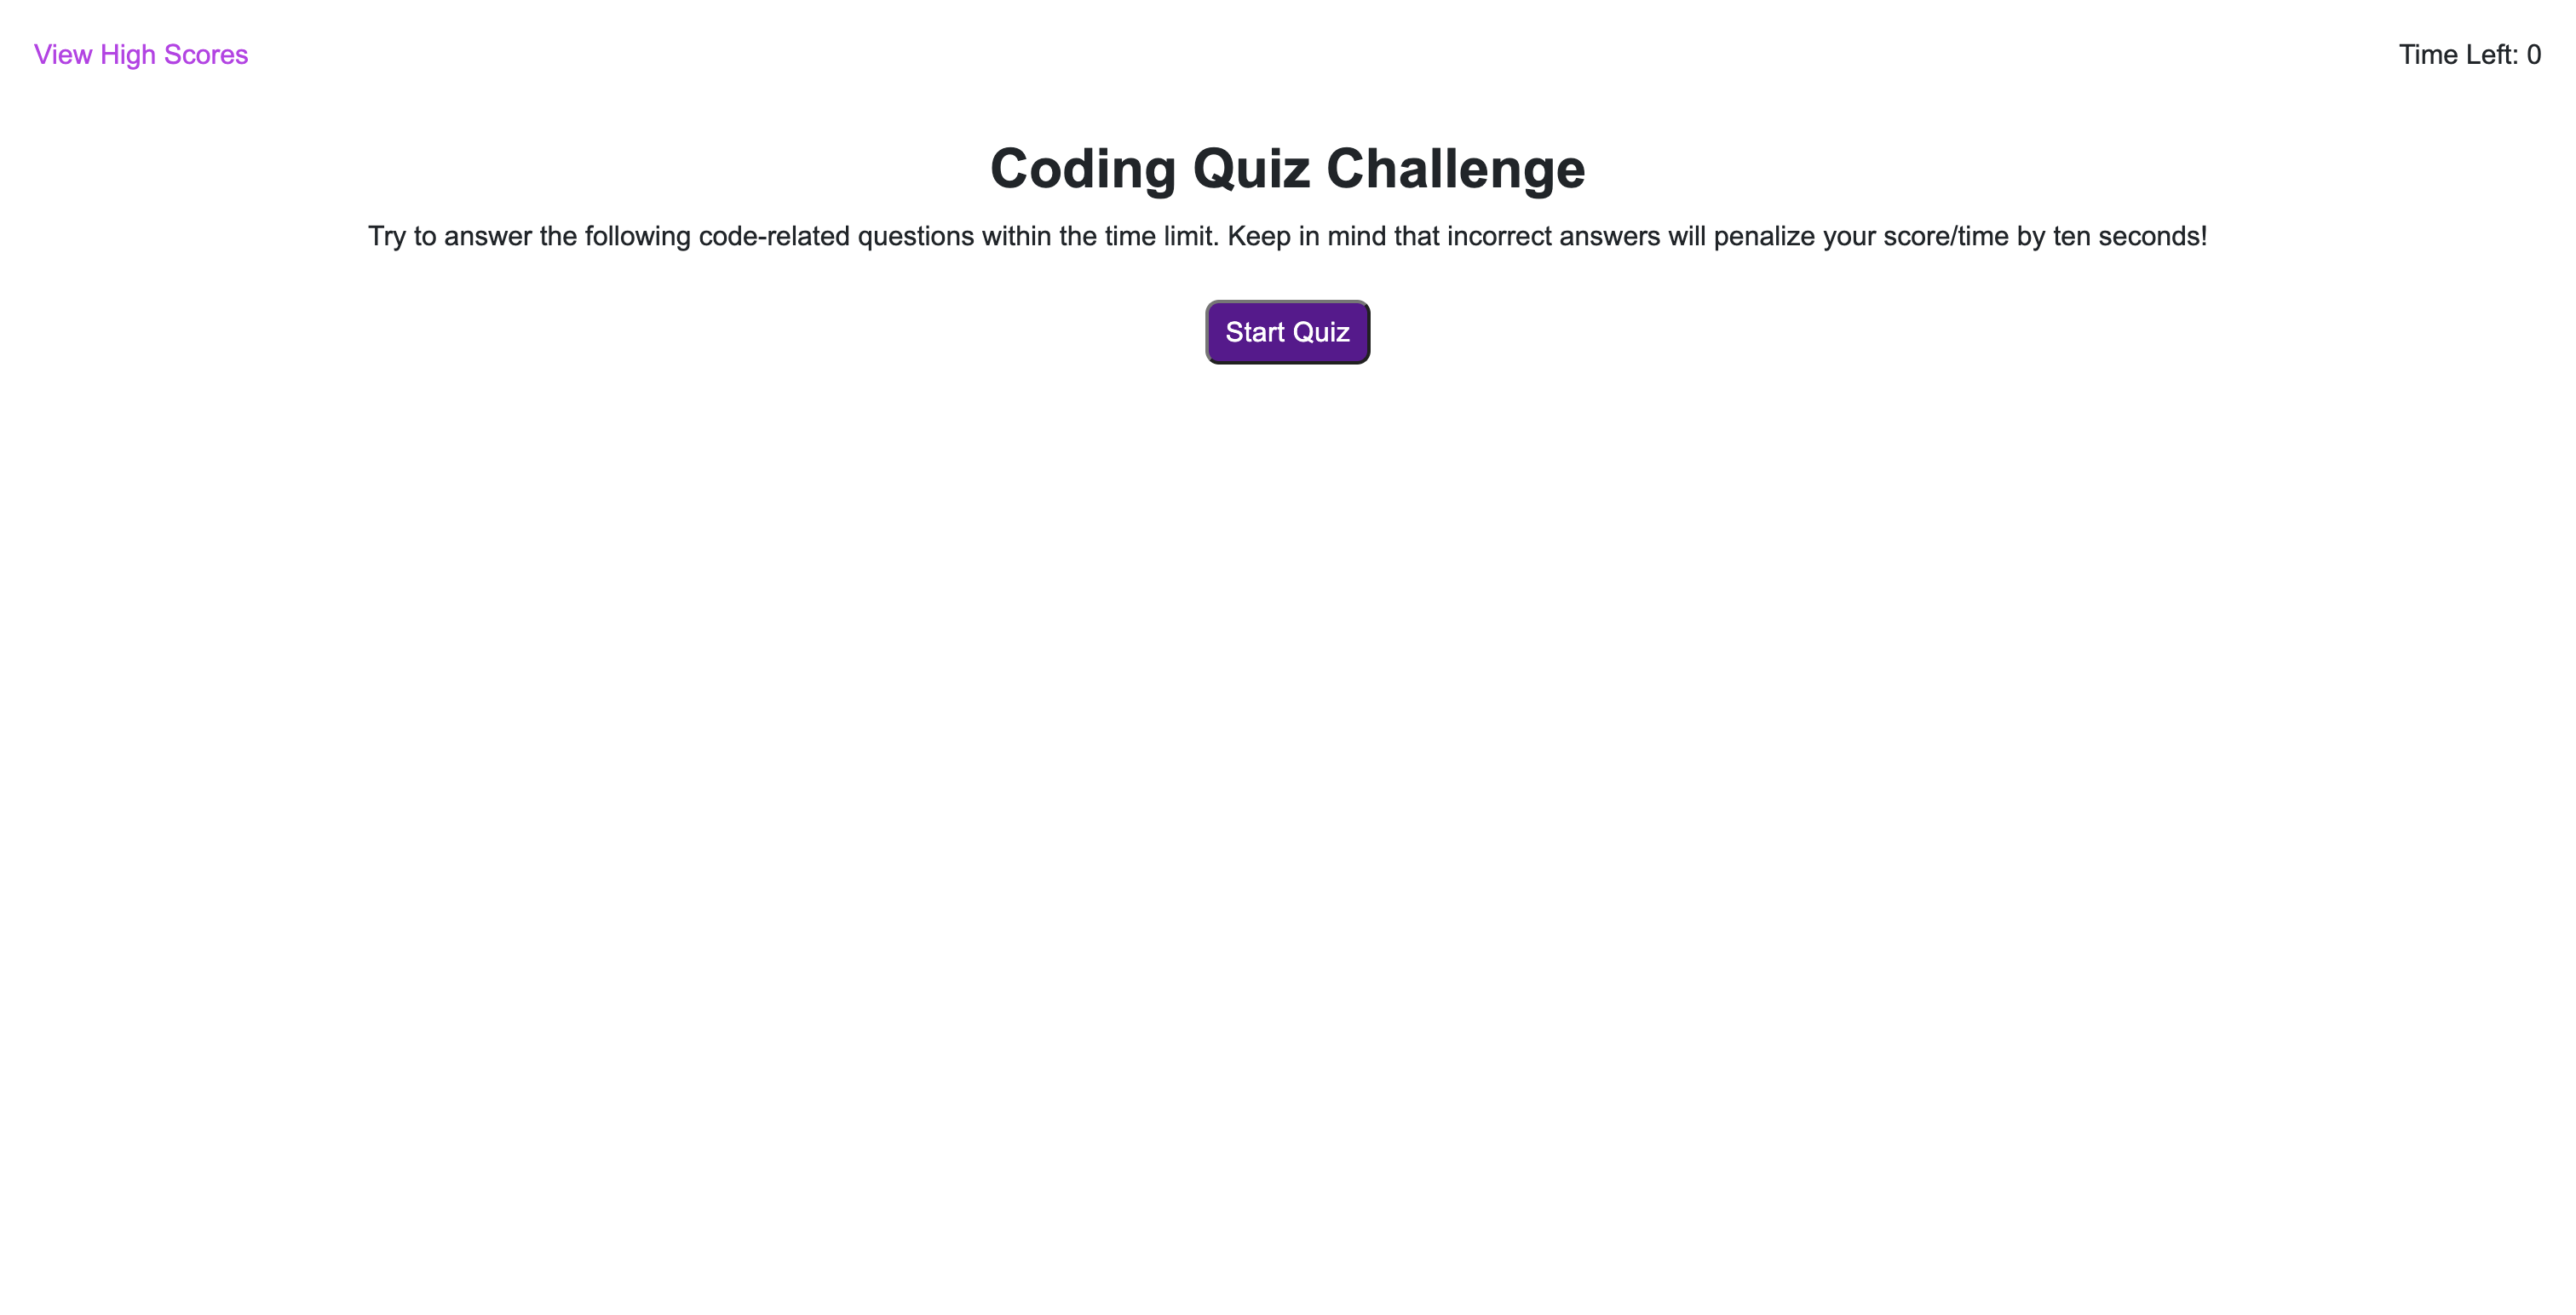 View High Scores
Time Left: 0
Coding Quiz Challenge
Try to answer the following code-related questions within the time limit. Keep in mind that incorrect answers will penalize your score/time by ten seconds!
Start Quiz